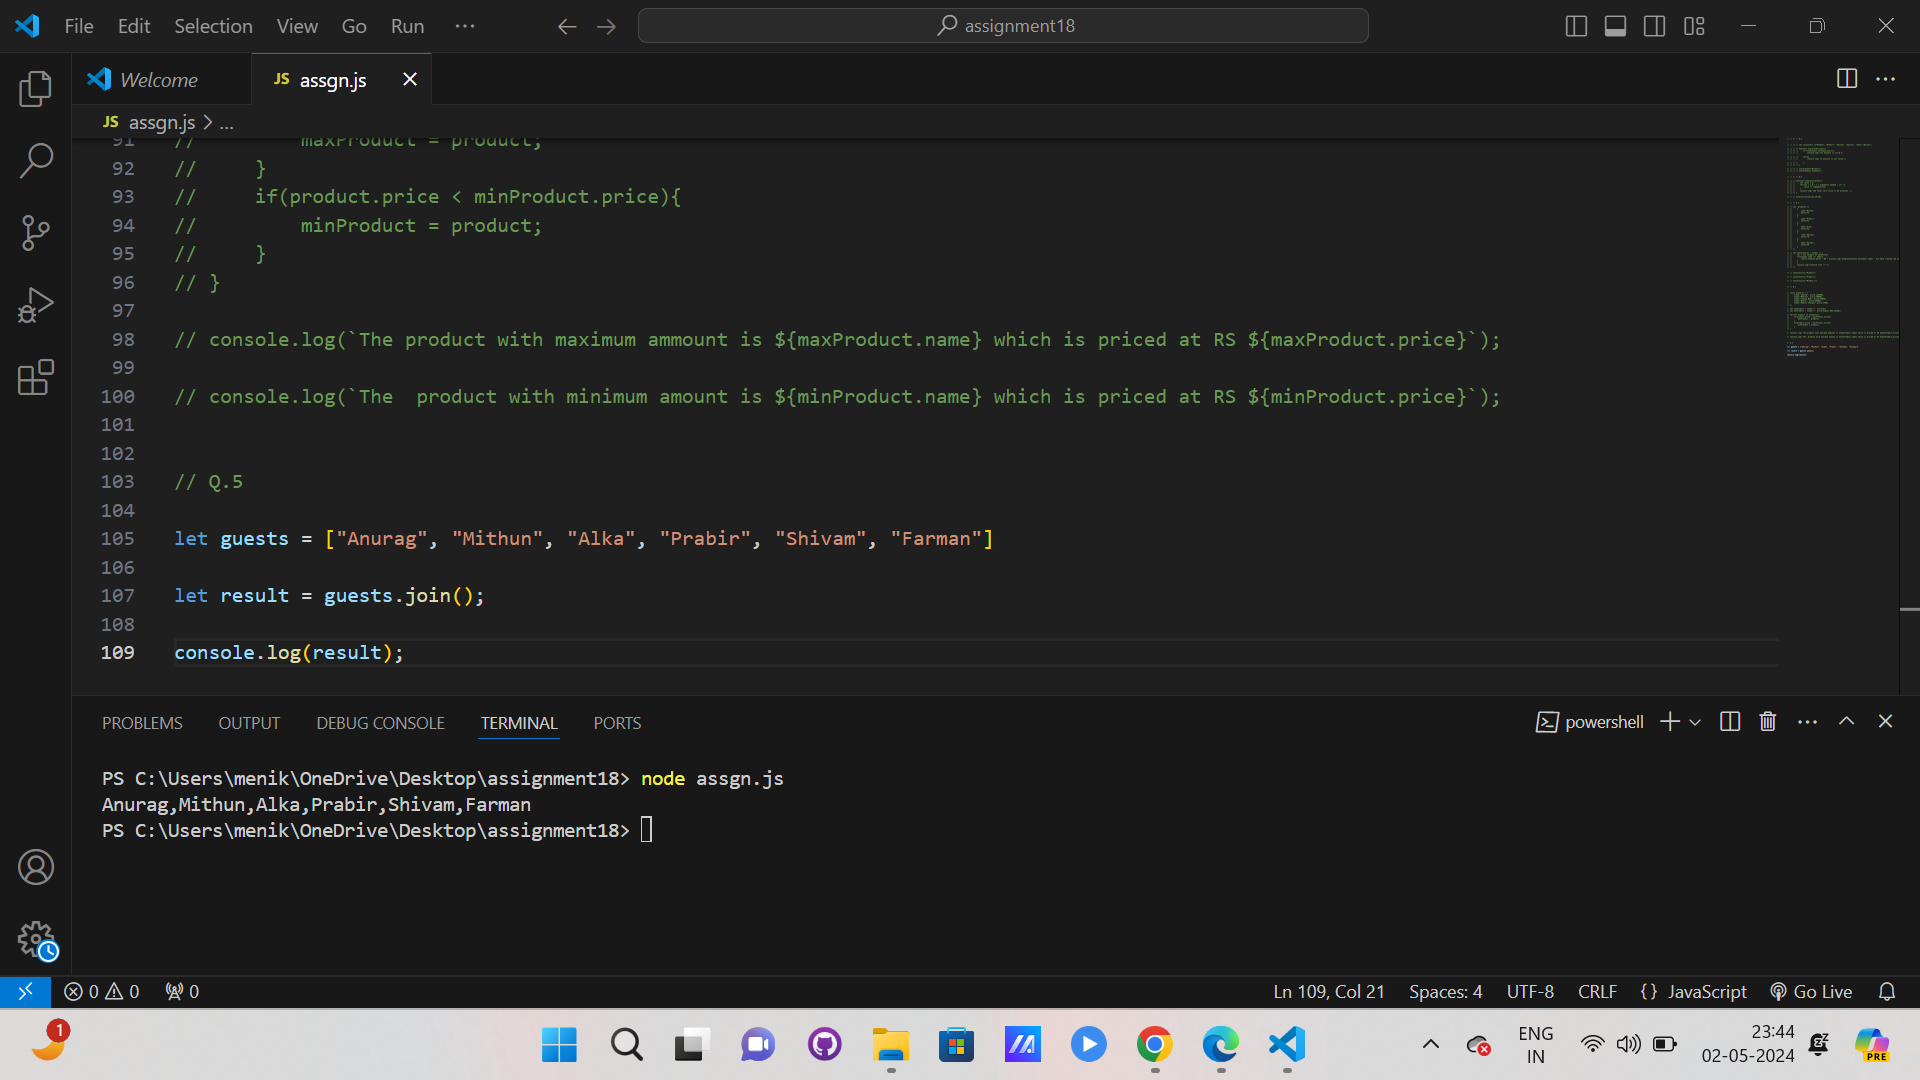 File Edit Selection View Go Run ···
assignment18
Welcome
JS assgn.js
JS assgn.js > ...
91 // maxProduct = product;
92 // }
93 // if(product.price < minProduct.price){
94 // minProduct = product;
95 // }
96 // }
97
98 // console.log(`The product with maximum ammount is ${maxProduct.name} which is priced at RS ${maxProduct.price}`);
99
100 // console.log(`The  product with minimum amount is ${minProduct.name} which is priced at RS ${minProduct.price}`);
101
102
103 // Q.5
104
105 let guests = ["Anurag", "Mithun", "Alka", "Prabir", "Shivam", "Farman"]
106
107 let result = guests.join();
108
109 console.log(result);
PROBLEMS OUTPUT DEBUG CONSOLE TERMINAL PORTS
powershell
PS C:\Users\menik\OneDrive\Desktop\assignment18> node assgn.js
Anurag,Mithun,Alka,Prabir,Shivam,Farman
PS C:\Users\menik\OneDrive\Desktop\assignment18>
0 0 0
Ln 109, Col 21 Spaces: 4 UTF-8 CRLF {} JavaScript Go Live
1
ENG
IN
23:44
02-05-2024
PRE